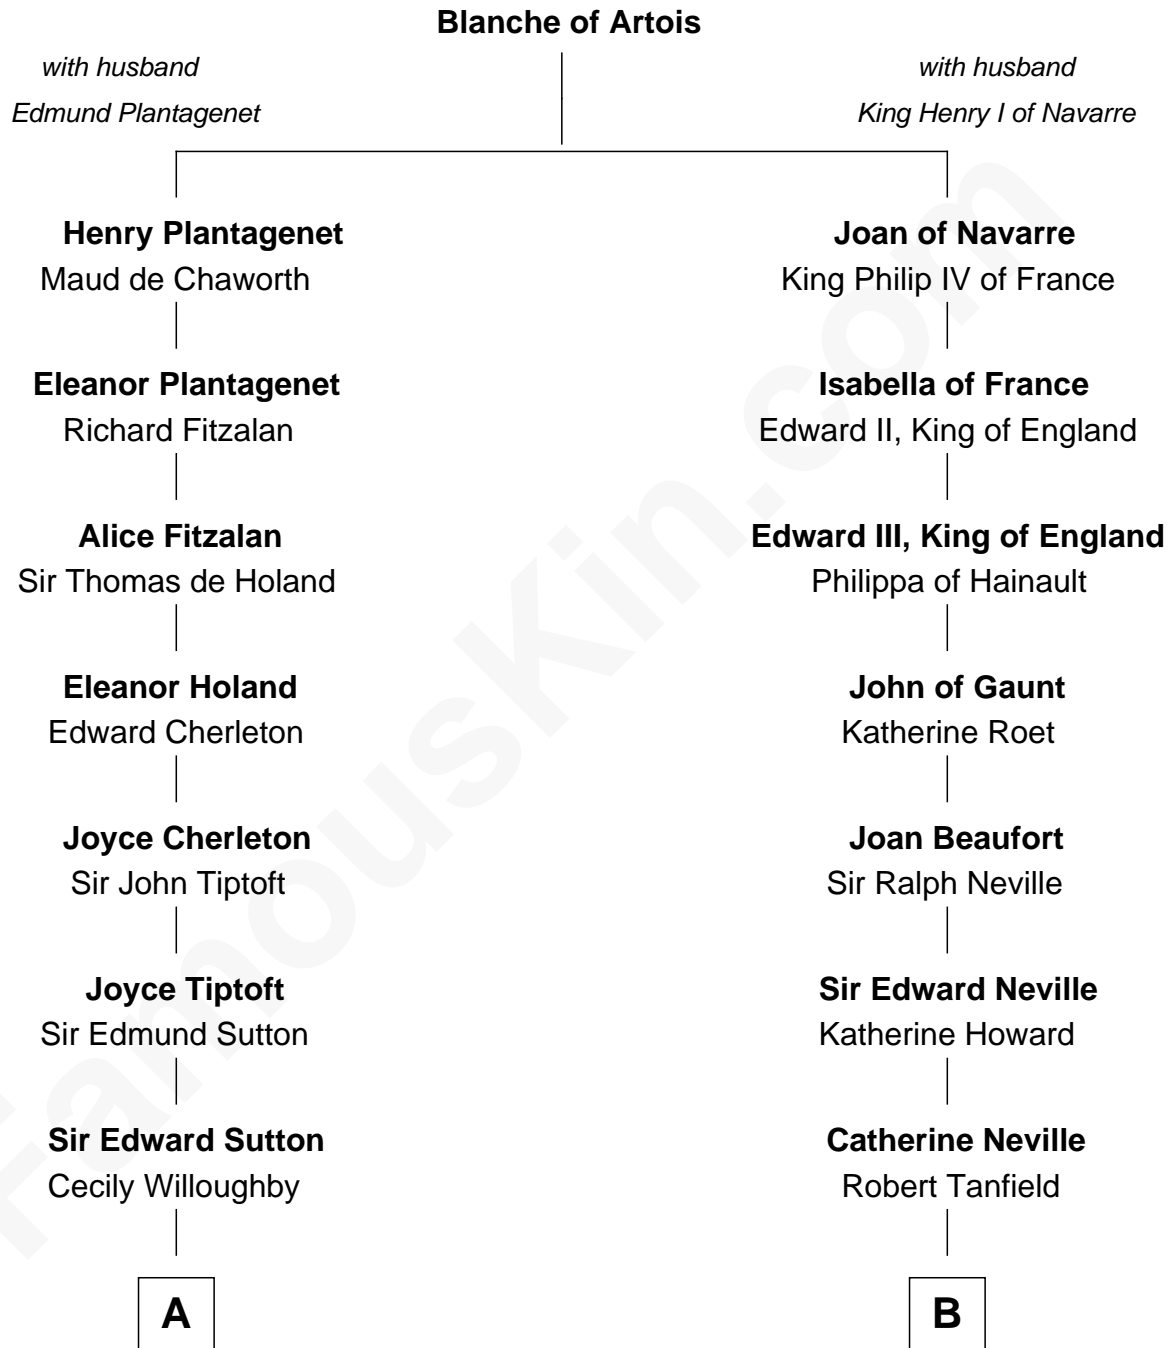 Blanche of Artois
with husband
Edmund Plantagenet
with husband
King Henry I of Navarre
Henry Plantagenet
Maud de Chaworth
Joan of Navarre
King Philip IV of France
Eleanor Plantagenet
Richard Fitzalan
Isabella of France
Edward II, King of England
Alice Fitzalan
Sir Thomas de Holand
Edward III, King of England
Philippa of Hainault
Eleanor Holand
Edward Cherleton
John of Gaunt
Katherine Roet
Joyce Cherleton
Sir John Tiptoft
Joan Beaufort
Sir Ralph Neville
Joyce Tiptoft
Sir Edmund Sutton
Sir Edward Neville
Katherine Howard
Sir Edward Sutton
Cecily Willoughby
Catherine Neville
Robert Tanfield
A
B
FamousKin.com